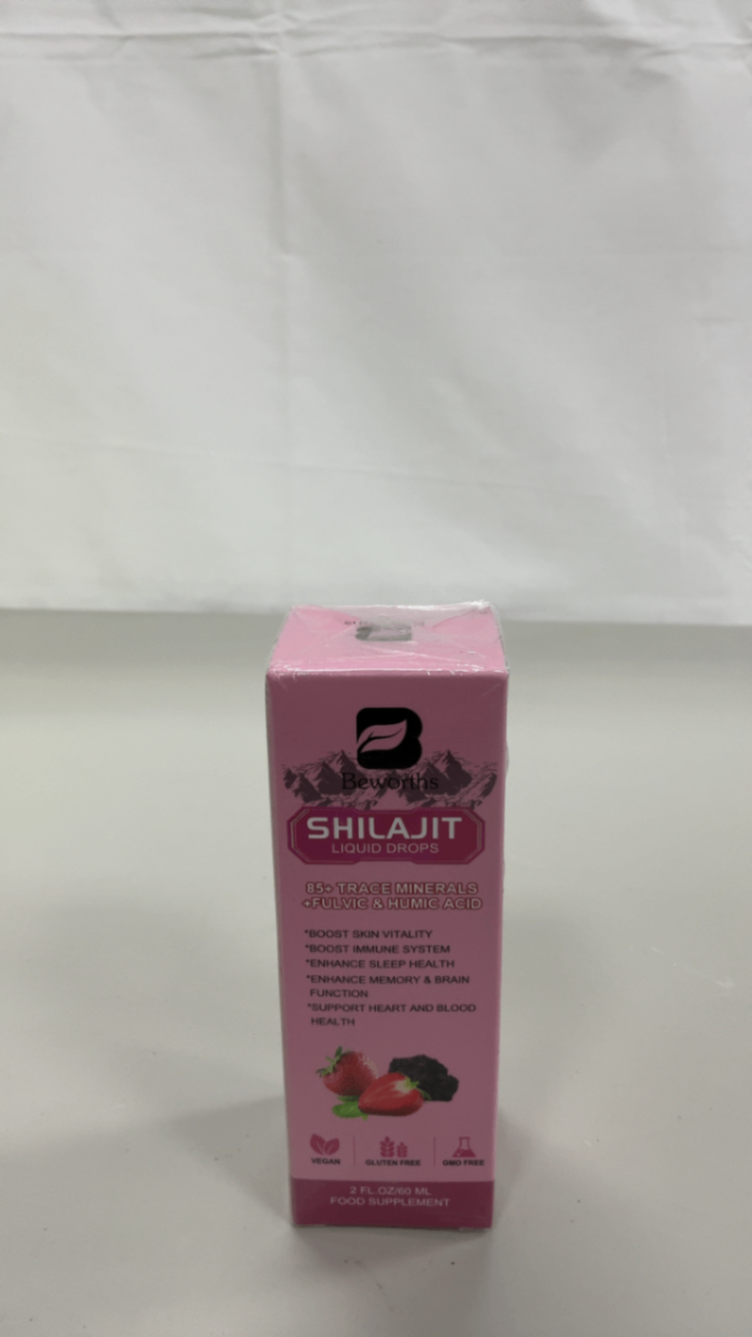 Beworths
SHILAJIT
LIQUID DROPS
85+ TRACE MINERALS
+FULVIC & HUMIC ACID
*BOOST SKIN VITALITY
*BOOST IMMUNE SYSTEM
*ENHANCE SLEEP HEALTH
*ENHANCE MEMORY & BRAIN
FUNCTION
*SUPPORT HEART AND BLOOD
HEALTH
VEGAN GLUTEN FREE GMO FREE
2 FL.OZ/60 ML
FOOD SUPPLEMENT